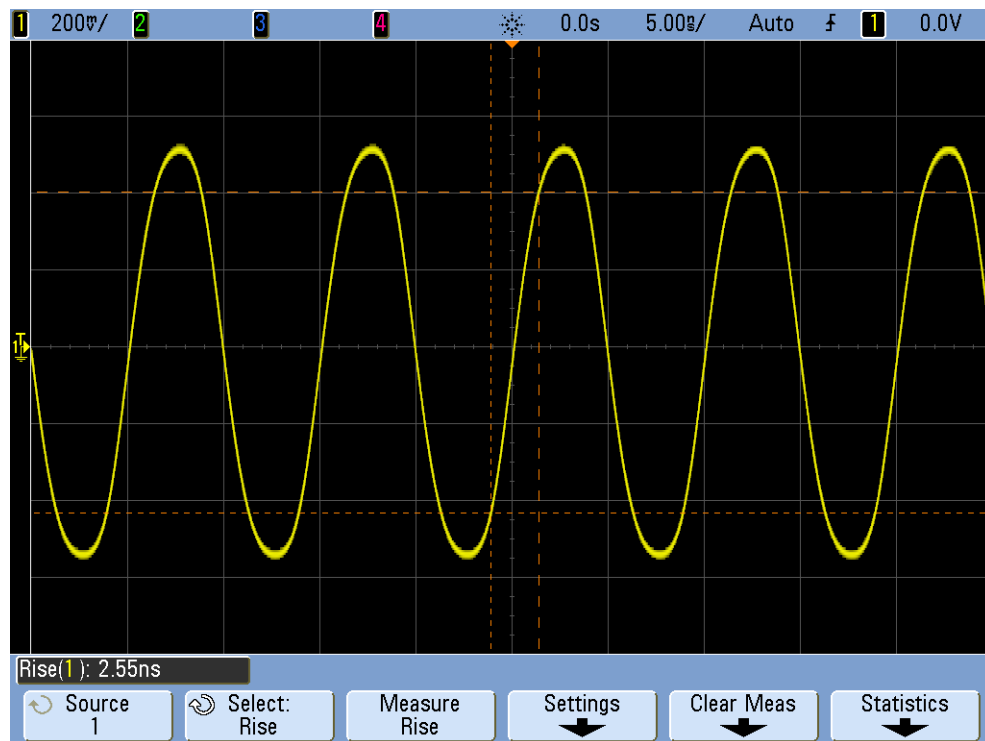 1 200mV/ 2 3 4 0.0s 5.00ns/ Auto 1 0.0V
1
Rise(1): 2.55ns
Source Select: Measure Settings Clear Meas Statistics
1 Rise Rise